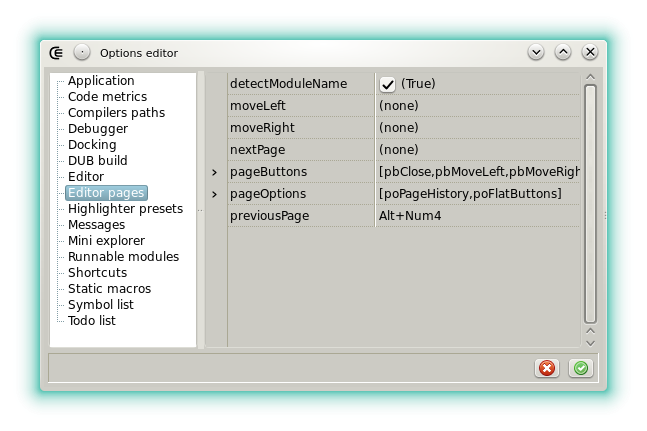 Options editor
Application
Code metrics
Compilers paths
Debugger
Docking
DUB build
Editor
Editor pages
Highlighter presets
Messages
Mini explorer
Runnable modules
Shortcuts
Static macros
Symbol list
Todo list
detectModuleName (True)
moveLeft (none)
moveRight (none)
nextPage (none)
pageButtons [pbClose,pbMoveLeft,pbMoveRigh
pageOptions [poPageHistory,poFlatButtons]
previousPage Alt+Num4